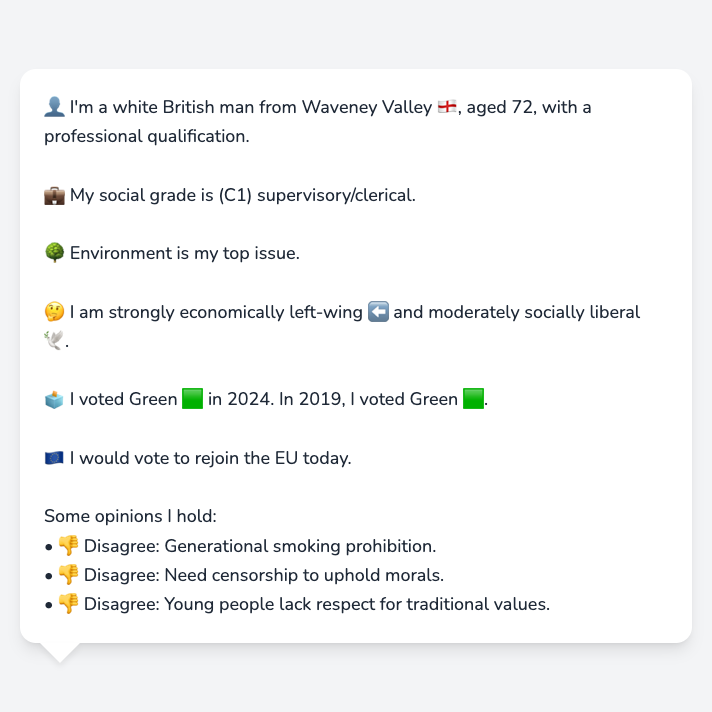 👤 I'm a white British man from Waveney Valley 🏴󠁧󠁢󠁥󠁮󠁧󠁿, aged 72, with a
professional qualification.
💼 My social grade is (C1) supervisory/clerical.
🌳 Environment is my top issue.
🤔 I am strongly economically left-wing ⬅️ and moderately socially liberal
🕊️.
🗳️ I voted Green 🟩 in 2024. In 2019, I voted Green 🟩.
🇪🇺 I would vote to rejoin the EU today.
Some opinions I hold:
• 👎 Disagree: Generational smoking prohibition.
• 👎 Disagree: Need censorship to uphold morals.
• 👎 Disagree: Young people lack respect for traditional values.